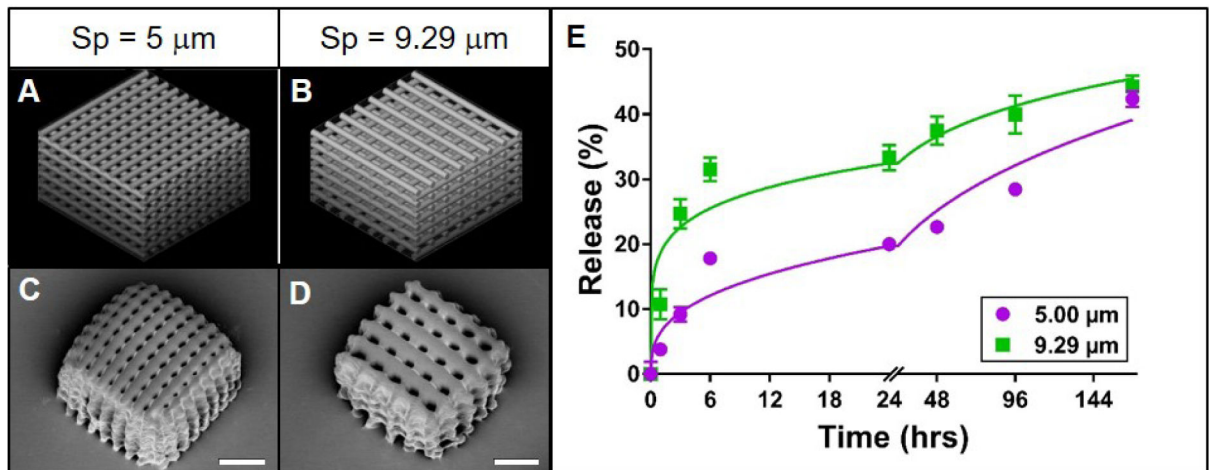 Sp = 5 μm
Sp = 9.29 μm
A
B
C
D
E
50
40
30
20
10
0
Release (%)
0
6
12
18
24
48
96
144
Time (hrs)
5.00 μm
9.29 μm